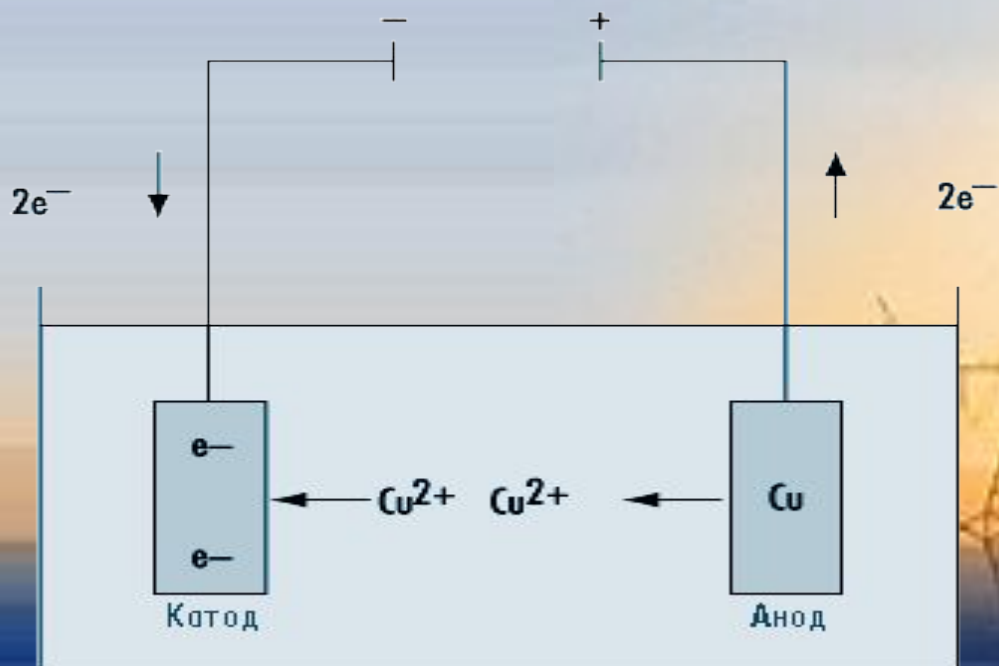 — +
2e— 2e—
e—
Cu2+ Cu2+ Cu
e—
Катод Анод